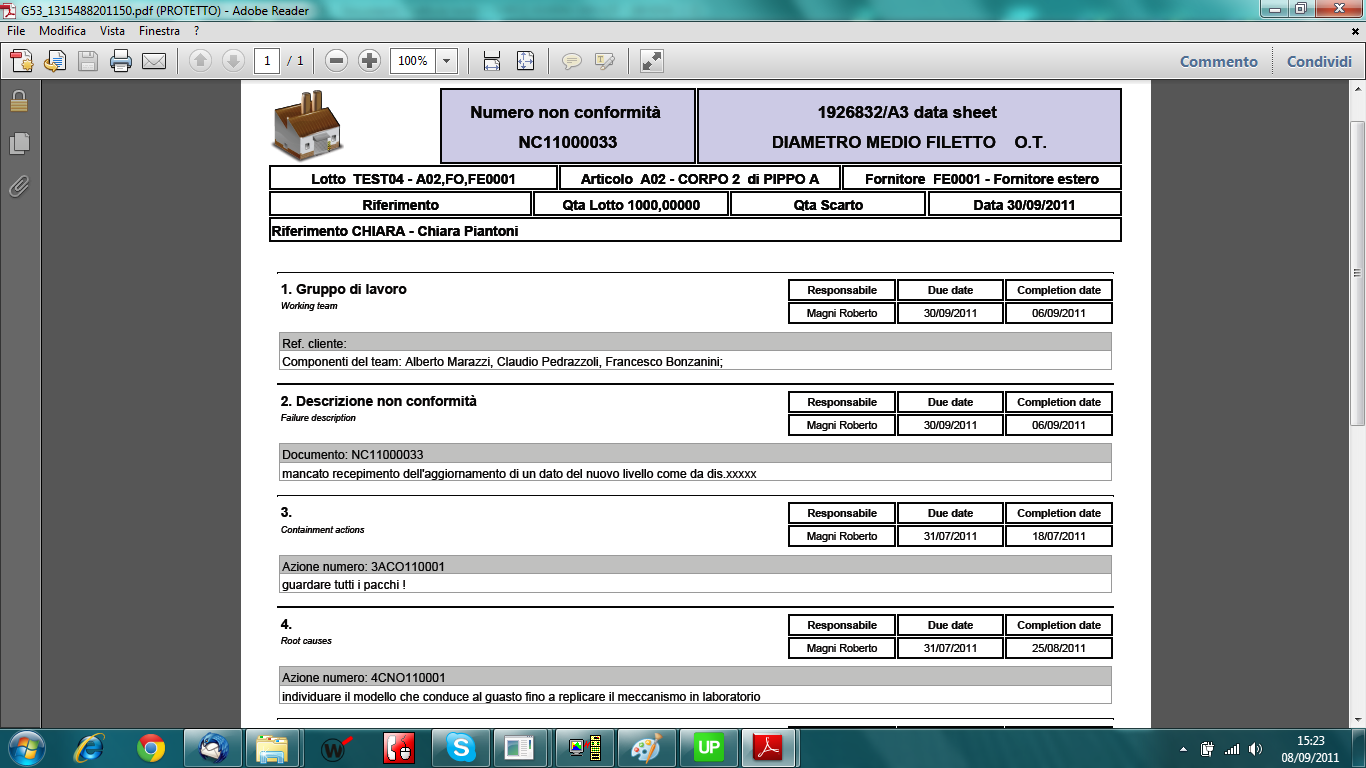 G53_1315488201150.pdf (PROTETTO) - Adobe Reader
File Modifica Vista Finestra ?
1 / 1 100% Commento Condividi
Numero non conformità
NC11000033
1926832/A3 data sheet
DIAMETRO MEDIO FILETTO O.T.
Lotto TEST04 - A02,FO,FE0001 Articolo A02 - CORPO 2 di PIPPO A Fornitore FE0001 - Fornitore estero
Riferimento Qta Lotto 1000,00000 Qta Scarto Data 30/09/2011
Riferimento CHIARA - Chiara Piantoni
1. Gruppo di lavoro
Working team
Responsabile Due date Completion date
Magni Roberto 30/09/2011 06/09/2011
Ref. cliente:
Componenti del team: Alberto Marazzi, Claudio Pedrazzoli, Francesco Bonzanini;
2. Descrizione non conformità
Failure description
Responsabile Due date Completion date
Magni Roberto 30/09/2011 06/09/2011
Documento: NC11000033
mancato recepimento dell'aggiornamento di un dato del nuovo livello come da dis.xxxxx
3.
Containment actions
Responsabile Due date Completion date
Magni Roberto 31/07/2011 18/07/2011
Azione numero: 3ACO110001
guardare tutti i pacchi !
4.
Root causes
Responsabile Due date Completion date
Magni Roberto 31/07/2011 25/08/2011
Azione numero: 4CNO110001
individuare il modello che conduce al guasto fino a replicare il meccanismo in laboratorio
W S UP
15:23
08/09/2011